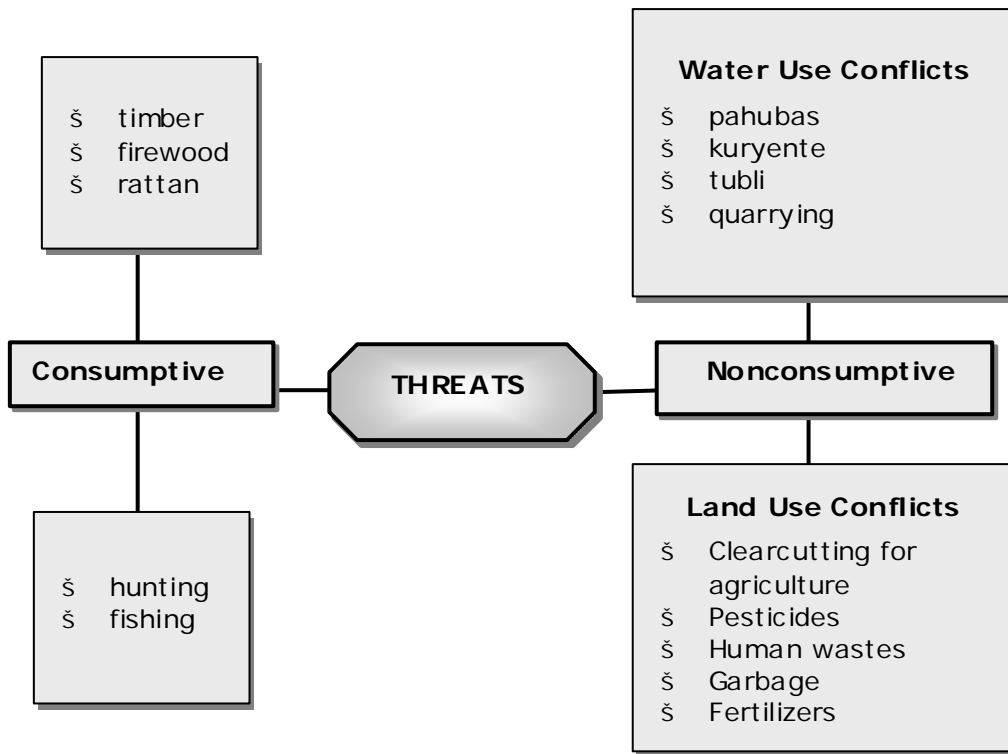 š timber
š firewood
š rattan
Water Use Conflicts
š pahubas
š kuryente
š tubli
š quarrying
Consumptive
THREATS
Nonconsumptive
š hunting
š fishing
Land Use Conflicts
š Clearcutting for
agriculture
š Pesticides
š Human wastes
š Garbage
š Fertilizers